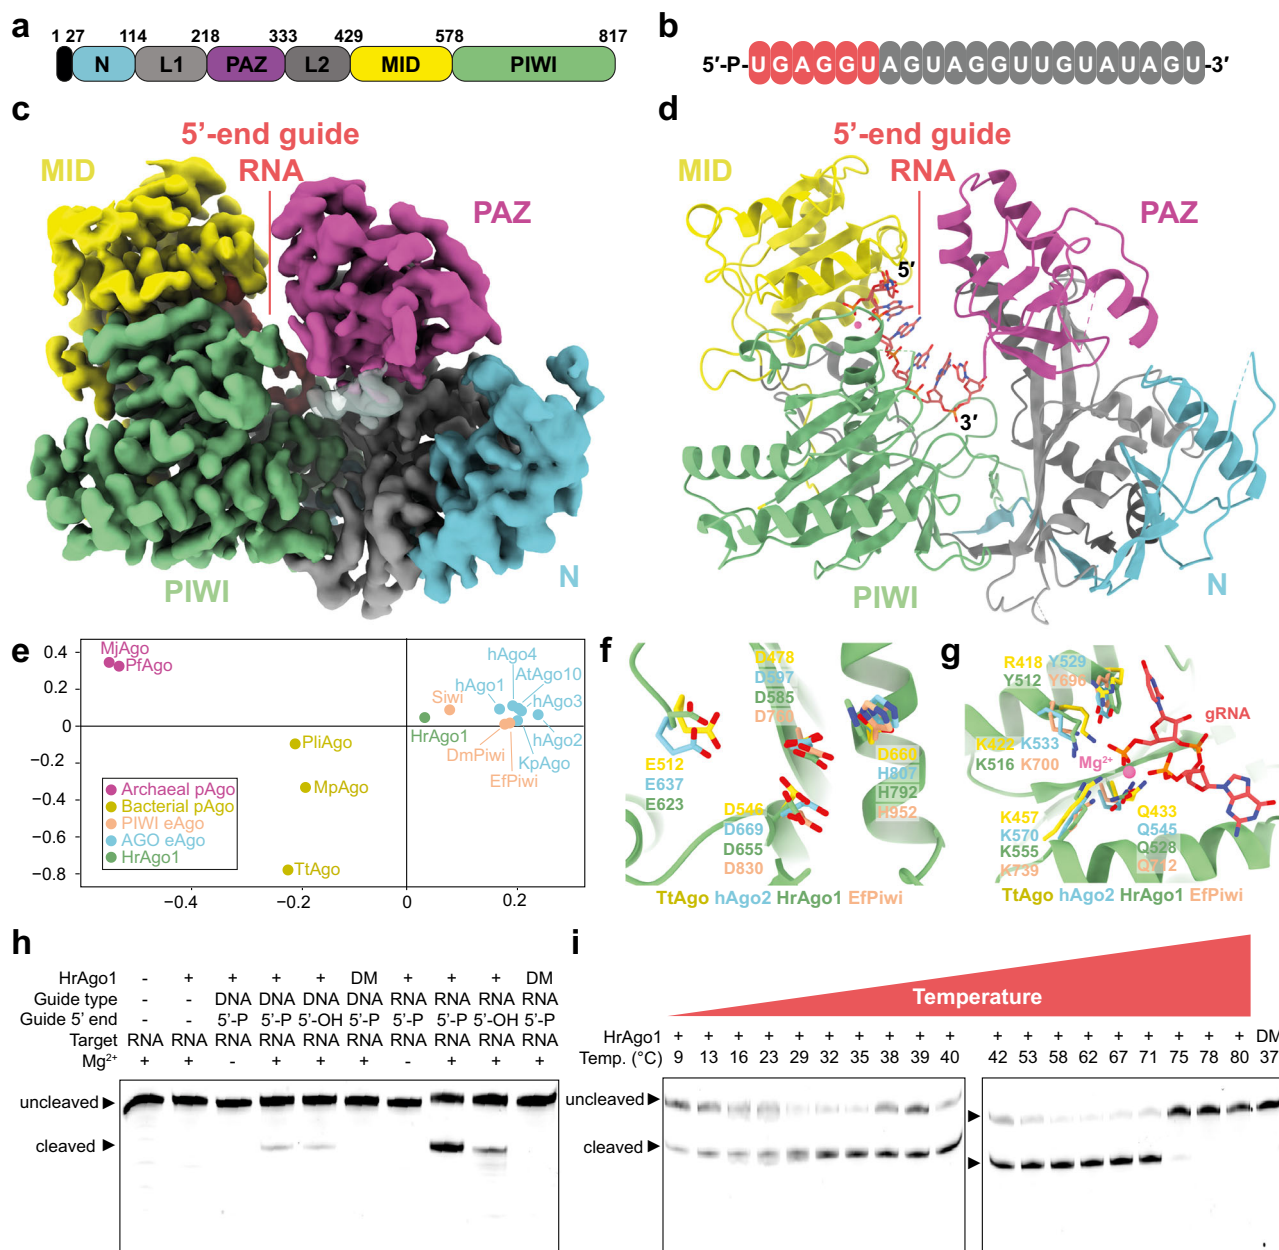 a
1 27 114 218 333 429 578 817
N L1 PAZ L2 MID PIWI
b
5′-P-UGAGGUAGUAGGUUGUAUAGU-3′
c
5’-end guide
RNA
MID
PAZ
PIWI
N
d
5’-end guide
RNA
MID
PAZ
5′
3′
PIWI
N
e
0.4
0.2
0
−0.2
−0.4
−0.6
−0.8
−0.4 −0.2 0 0.2
MjAgo
PfAgo
hAgo4
AtAgo10
hAgo1
hAgo3
Siwi
HrAgo1
hAgo2
DmPiwi
KpAgo
EfPiwi
PliAgo
MpAgo
TtAgo
Archaeal pAgo
Bacterial pAgo
PIWI eAgo
AGO eAgo
HrAgo1
f
D478
D597
D585
D700
E512
E637
E623
D660
H807
H792
H952
D546
D669
D655
D830
TtAgo hAgo2 HrAgo1 EfPiwi
g
R418 Y529
Y512 Y696
gRNA
K422 K533
K516 K700
Mg²⁺
K457
K570
K555
K739
Q433
Q545
Q528
Q712
TtAgo hAgo2 HrAgo1 EfPiwi
h
HrAgo1 - + + + + DM + + + DM
Guide type - - DNA DNA DNA DNA RNA RNA RNA RNA
Guide 5’ end - - 5’-P 5’-P 5’-OH 5’-P 5’-P 5’-P 5’-OH 5’-P
Target RNA RNA RNA RNA RNA RNA RNA RNA RNA RNA
Mg²⁺ + + - + + + - + + +
uncleaved
cleaved
i
Temperature
HrAgo1 + + + + + + + + + + + + + + + + + + + DM
Temp. (°C) 9 13 16 23 29 32 35 38 39 40 42 53 58 62 67 71 75 78 80 37
uncleaved
cleaved